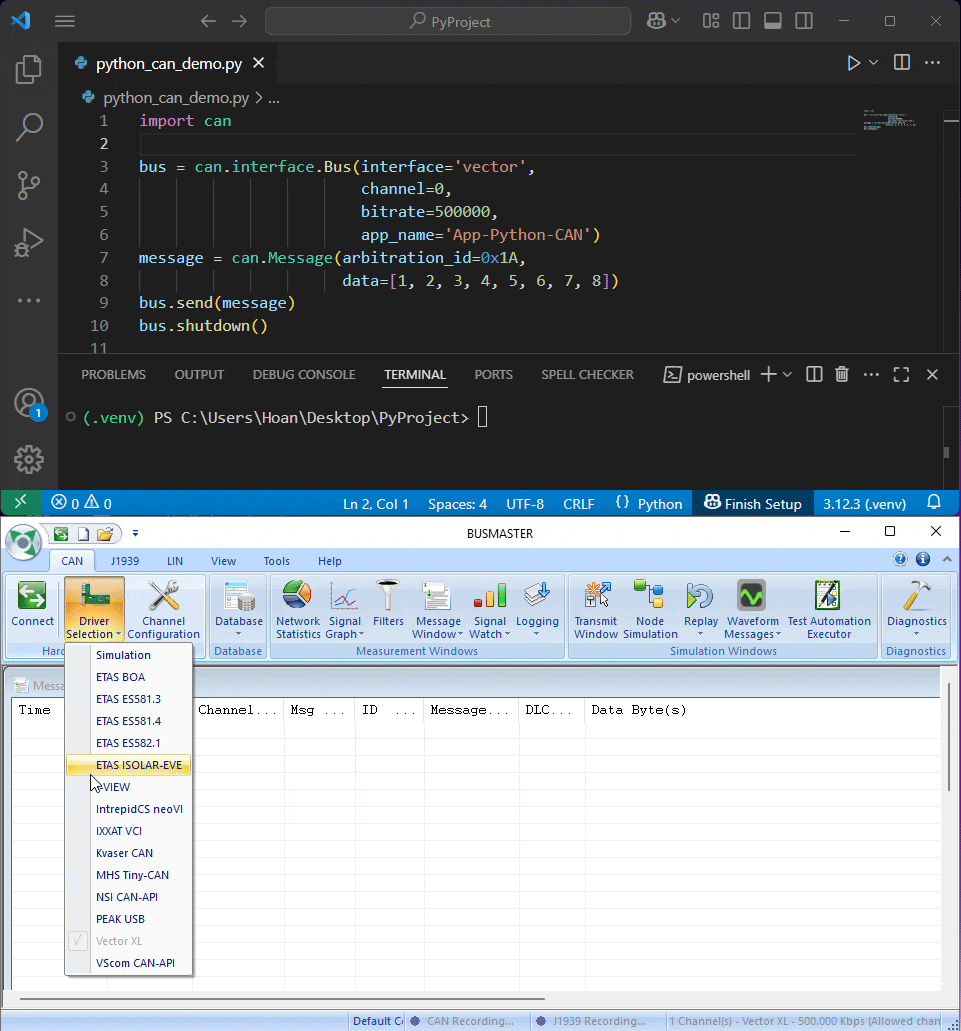 PyProject
python_can_demo.py
python_can_demo.py > ...
1 import can
2
3 bus = can.interface.Bus(interface='vector',
4 channel=0,
5 bitrate=500000,
6 app_name='App-Python-CAN')
7 message = can.Message(arbitration_id=0x1A,
8 data=[1, 2, 3, 4, 5, 6, 7, 8])
9 bus.send(message)
10 bus.shutdown()
11
PROBLEMS OUTPUT DEBUG CONSOLE TERMINAL PORTS SPELL CHECKER powershell
1
(.venv) PS C:\Users\Hoan\Desktop\PyProject>
0 0 Ln 2, Col 1 Spaces: 4 UTF-8 CRLF {} Python Finish Setup 3.12.3 (.venv)
BUSMASTER
CAN J1939 LIN View Tools Help
Connect Driver Selection Channel Configuration Database Network Statistics Signal Graph Filters Message Window Signal Watch Logging Transmit Window Node Simulation Replay Waveform Messages Test Automation Executor Diagnostics
Hard Database Measurement Windows Simulation Windows Diagnostics
Simulation
ETAS BOA
ETAS ES581.3
ETAS ES581.4
ETAS ES582.1
ETAS ISOLAR-EVE
-VIEW
IntrepidCS neoVI
IXXAT VCI
Kvaser CAN
MHS Tiny-CAN
NSI CAN-API
PEAK USB
Vector XL
VScom CAN-API
Messa
Time Channel... Msg ... ID ... Message... DLC... Data Byte(s)
Default Co CAN Recording... J1939 Recording... 1 Channel(s) - Vector XL - 500.000 Kbps (Allowed chan